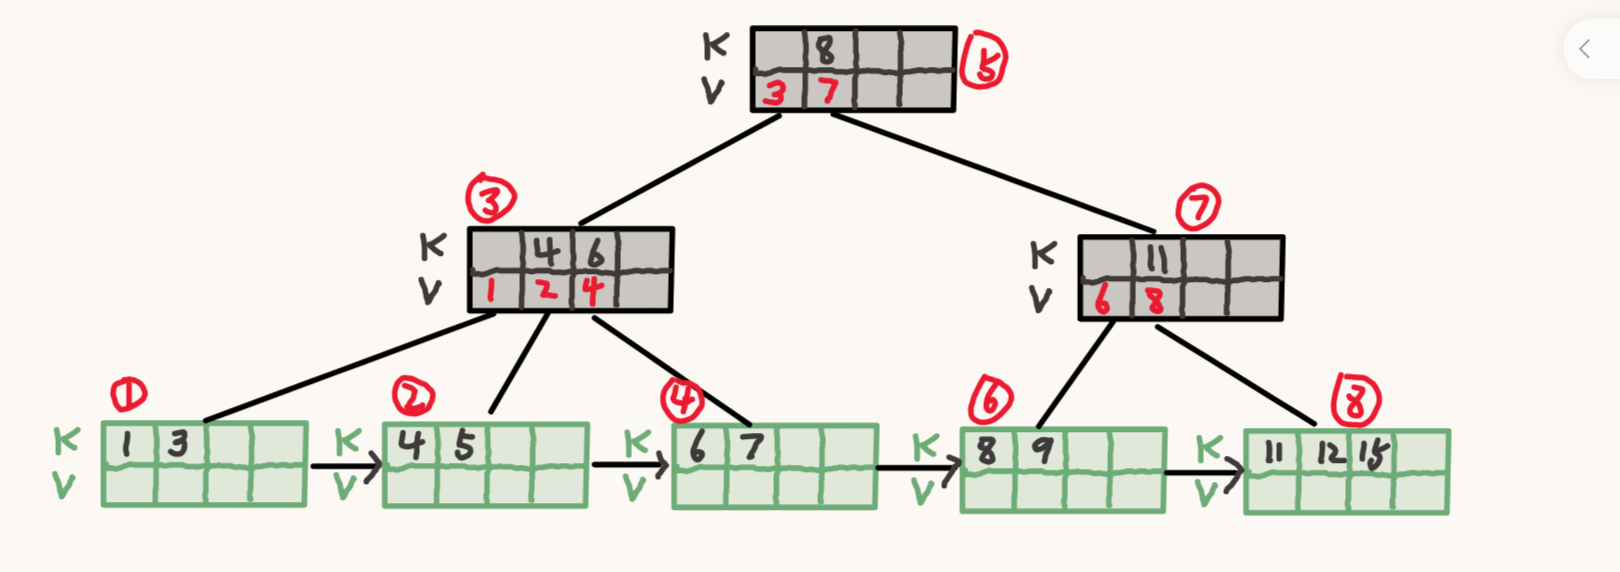 K 8 ⑤
V 3 7
③ ⑦
K 4 6
V 1 2 4
K 11
V 6 8
① ② ④ ⑥ ⑧
K 1 3 K 4 5 K 6 7 K 8 9 K 11 12 15
V V V V V